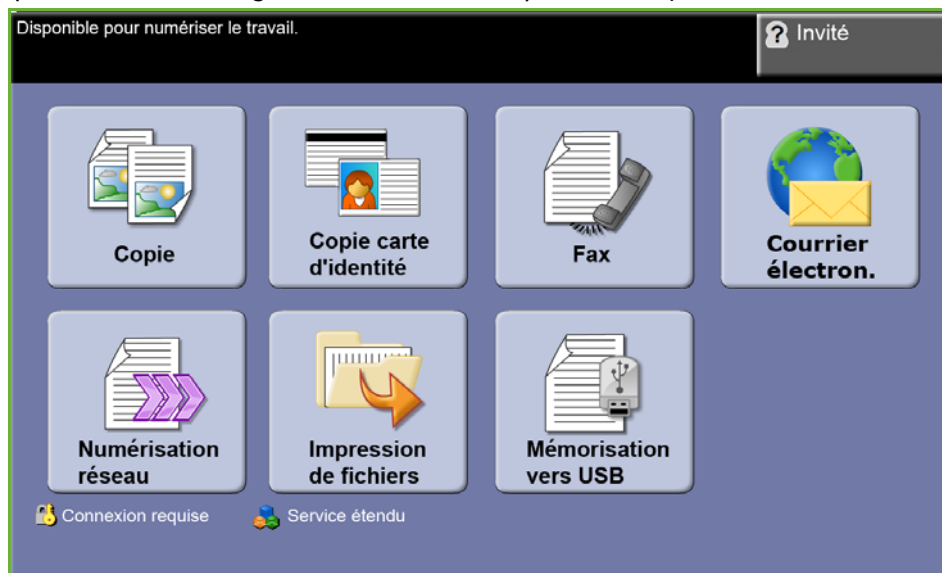 Disponible pour numériser le travail.
Invité
Copie
Copie carte
d'identité
Fax
Courrier
électron.
Numérisation
réseau
Impression
de fichiers
Mémorisation
vers USB
Connexion requise
Service étendu